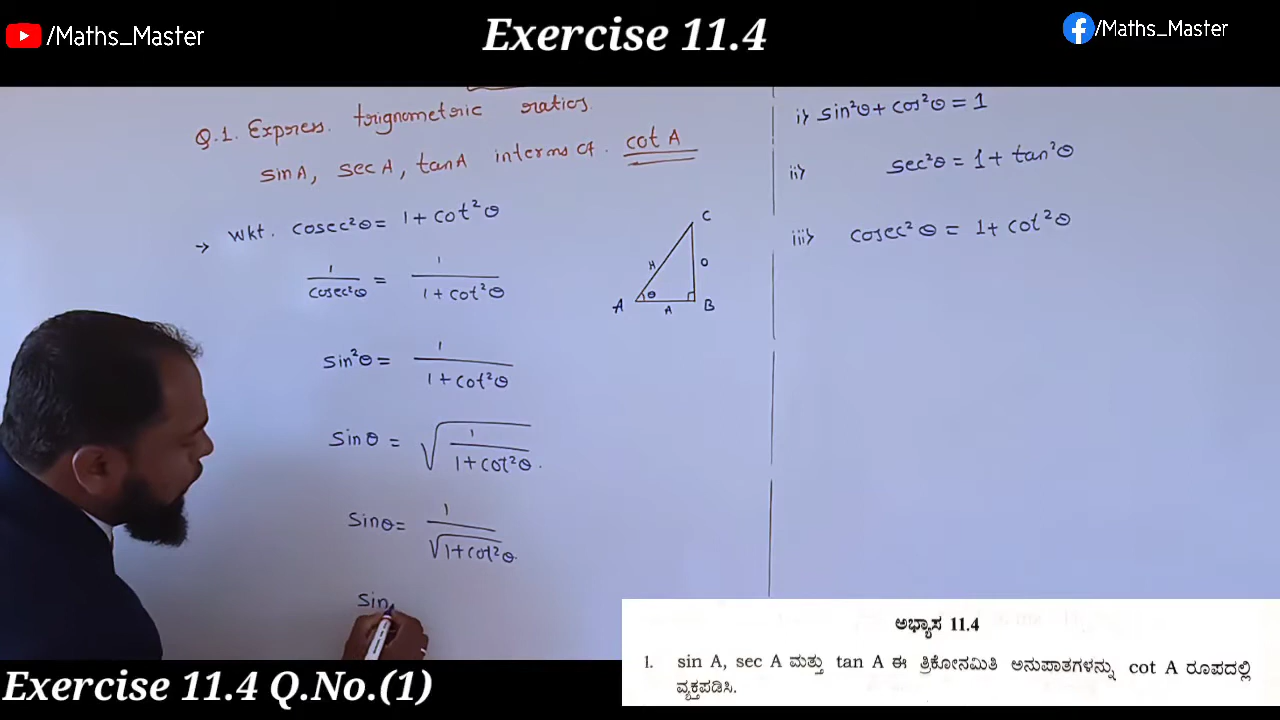 /Maths_Master
Exercise 11.4
/Maths_Master
Q.1. Express. trignometric ratios
sin A, sec A, tan A interms of. cot A
→ Wkt. cosec²θ = 1 + cot²θ
1/cosec²θ = 1/(1 + cot²θ)
sin²θ = 1/(1 + cot²θ)
Sin θ = √(1/(1 + cot²θ)).
Sinθ = 1/√(1+cot²θ)
Sin
C
H
O
θ
A
A
B
i) sin²θ + cos²θ = 1
ii) sec²θ = 1 + tan²θ
iii) cosec²θ = 1 + cot²θ
ಅಭ್ಯಾಸ 11.4
1. sin A, sec A ಮತ್ತು tan A ಈ ತ್ರಿಕೋನಮಿತಿ ಅನುಪಾತಗಳನ್ನು cot A ರೂಪದಲ್ಲಿ
ವ್ಯಕ್ತಪಡಿಸಿ.
Exercise 11.4 Q.No.(1)